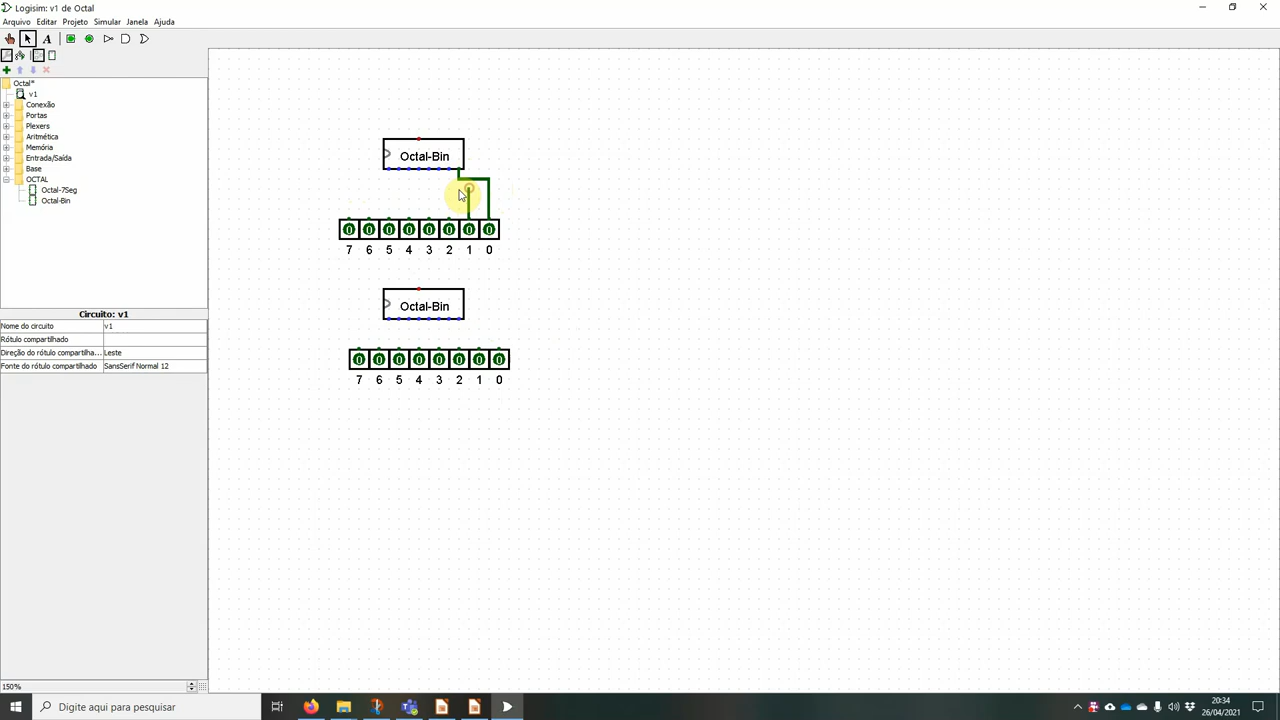 Logisim: v1 de Octal
Arquivo Editar Projeto Simular Janela Ajuda
A
Octal*
v1
Conexão
Portas
Plexers
Aritmética
Memória
Entrada/Saída
Base
OCTAL
Octal-7Seg
Octal-Bin
Circuito: v1
Nome do circuito v1
Rótulo compartilhado
Direção do rótulo compartilha... Leste
Fonte do rótulo compartilhado SansSerif Normal 12
150%
Octal-Bin
0 0 0 0 0 0 0 0
7 6 5 4 3 2 1 0
Octal-Bin
0 0 0 0 0 0 0 0
7 6 5 4 3 2 1 0
Digite aqui para pesquisar
20:34
26/04/2021